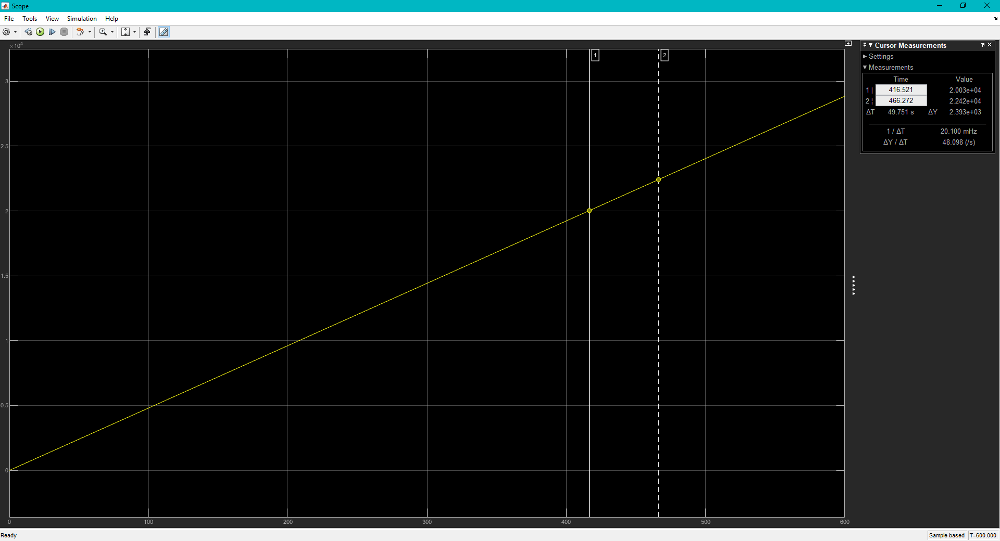 Scope
File Tools View Simulation Help
×10⁴
3
2.5
2
1.5
1
0.5
0
0 100 200 300 400 500 600
1 2
Cursor Measurements
Settings
Measurements
Time Value
1 | 416.521 2.003e+04
2 ¦ 466.272 2.242e+04
ΔT 49.751 s ΔY 2.393e+03
1 / ΔT 20.100 mHz
ΔY / ΔT 48.098 (/s)
Ready Sample based T=600.000